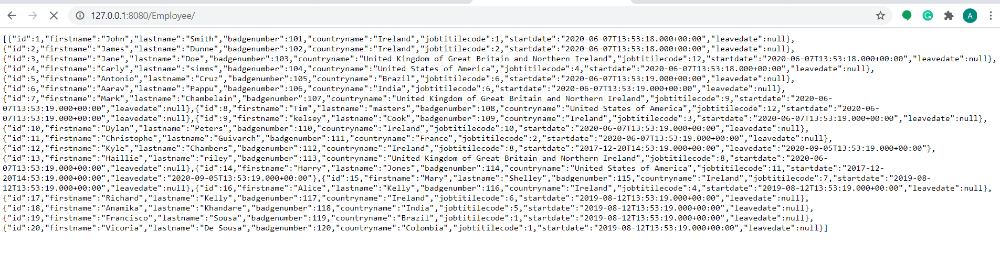 127.0.0.1:8080/Employee/
A
[{"id":1,"firstname":"John","lastname":"Smith","badgenumber":101,"countryname":"Ireland","jobtitilecode":1,"startdate":"2020-06-07T13:53:18.000+00:00","leavedate":null},
{"id":2,"firstname":"James","lastname":"Dunne","badgenumber":102,"countryname":"Ireland","jobtitilecode":2,"startdate":"2020-06-07T13:53:18.000+00:00","leavedate":null},
{"id":3,"firstname":"Jane","lastname":"Doe","badgenumber":103,"countryname":"United Kingdom of Great Britain and Northern Ireland","jobtitilecode":12,"startdate":"2020-06-07T13:53:18.000+00:00","leavedate":null},
{"id":4,"firstname":"Carly","lastname":"simms","badgenumber":104,"countryname":"United States of America","jobtitilecode":4,"startdate":"2020-06-07T13:53:18.000+00:00","leavedate":null},
{"id":5,"firstname":"Antonio","lastname":"Cruz","badgenumber":105,"countryname":"Brazil","jobtitilecode":6,"startdate":"2020-06-07T13:53:19.000+00:00","leavedate":null},
{"id":6,"firstname":"Aarav","lastname":"Pappu","badgenumber":106,"countryname":"India","jobtitilecode":6,"startdate":"2020-06-07T13:53:19.000+00:00","leavedate":null},
{"id":7,"firstname":"Mark","lastname":"Chambelain","badgenumber":107,"countryname":"United Kingdom of Great Britain and Northern Ireland","jobtitilecode":9,"startdate":"2020-06-
07T13:53:19.000+00:00","leavedate":null},{"id":8,"firstname":"Tim","lastname":"masters","badgenumber":108,"countryname":"United States of America","jobtitilecode":12,"startdate":"2020-06-
07T13:53:19.000+00:00","leavedate":null},{"id":9,"firstname":"kelsey","lastname":"Cook","badgenumber":109,"countryname":"Ireland","jobtitilecode":3,"startdate":"2020-06-07T13:53:19.000+00:00","leavedate":null},
{"id":10,"firstname":"Dylan","lastname":"Peters","badgenumber":110,"countryname":"Ireland","jobtitilecode":10,"startdate":"2020-06-07T13:53:19.000+00:00","leavedate":null},
{"id":11,"firstname":"Christophe","lastname":"Guivarch","badgenumber":111,"countryname":"France","jobtitilecode":2,"startdate":"2020-06-07T13:53:19.000+00:00","leavedate":null},
{"id":12,"firstname":"Kyle","lastname":"Chambers","badgenumber":112,"countryname":"Ireland","jobtitilecode":8,"startdate":"2017-12-20T14:53:19.000+00:00","leavedate":"2020-09-05T13:53:19.000+00:00"},
{"id":13,"firstname":"Haillie","lastname":"riley","badgenumber":113,"countryname":"United Kingdom of Great Britain and Northern Ireland","jobtitilecode":8,"startdate":"2020-06-
07T13:53:19.000+00:00","leavedate":null},{"id":14,"firstname":"Harry","lastname":"Jones","badgenumber":114,"countryname":"United States of America","jobtitilecode":11,"startdate":"2017-12-
20T14:53:19.000+00:00","leavedate":"2020-09-05T13:53:19.000+00:00"},{"id":15,"firstname":"Mary","lastname":"Shelley","badgenumber":115,"countryname":"Ireland","jobtitilecode":7,"startdate":"2019-08-
12T13:53:19.000+00:00","leavedate":null},{"id":16,"firstname":"Alice","lastname":"Kelly","badgenumber":116,"countryname":"Ireland","jobtitilecode":4,"startdate":"2019-08-12T13:53:19.000+00:00","leavedate":null},
{"id":17,"firstname":"Richard","lastname":"Kelly","badgenumber":117,"countryname":"Ireland","jobtitilecode":6,"startdate":"2019-08-12T13:53:19.000+00:00","leavedate":null},
{"id":18,"firstname":"Anamika","lastname":"Khandare","badgenumber":118,"countryname":"India","jobtitilecode":5,"startdate":"2019-08-12T13:53:19.000+00:00","leavedate":null},
{"id":19,"firstname":"Francisco","lastname":"Sousa","badgenumber":119,"countryname":"Brazil","jobtitilecode":1,"startdate":"2019-08-12T13:53:19.000+00:00","leavedate":null},
{"id":20,"firstname":"Vicoria","lastname":"De Sousa","badgenumber":120,"countryname":"Colombia","jobtitilecode":1,"startdate":"2019-08-12T13:53:19.000+00:00","leavedate":null}]